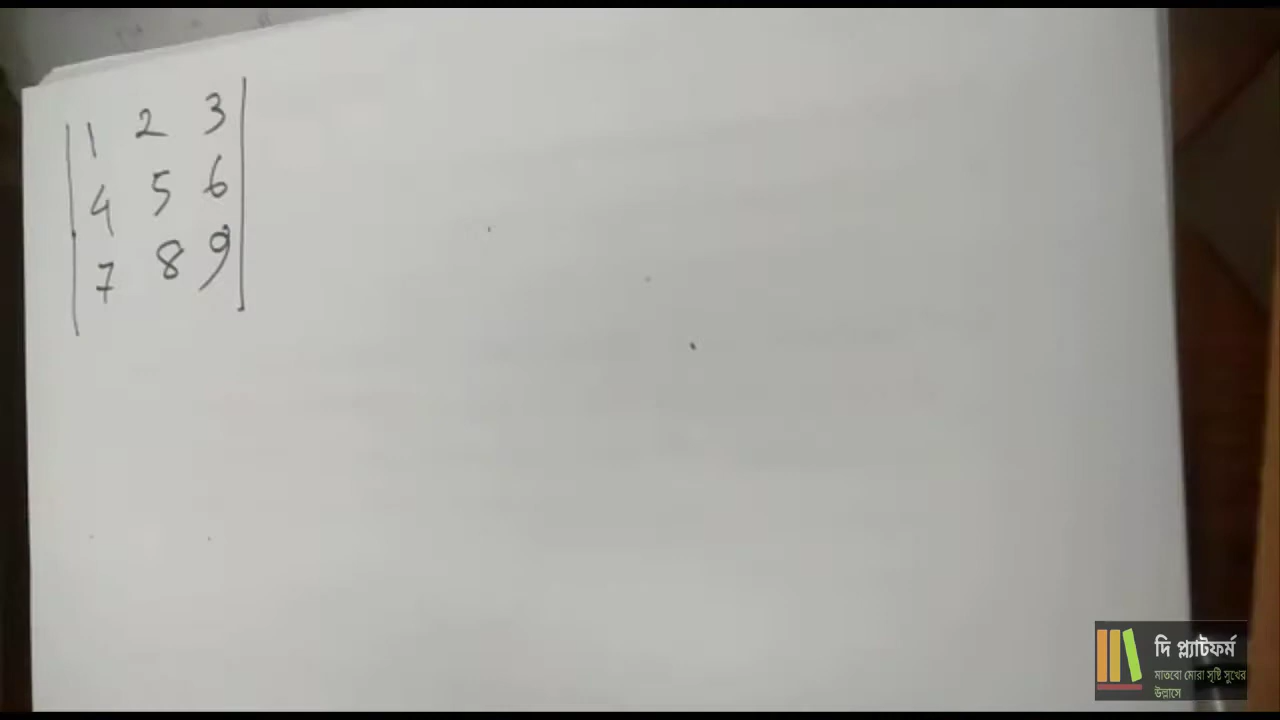 1 2 3
4 5 6
7 8 9
দি প্ল্যাটফর্ম
মাতবো মোরা সৃষ্টি সুখের
উল্লাসে